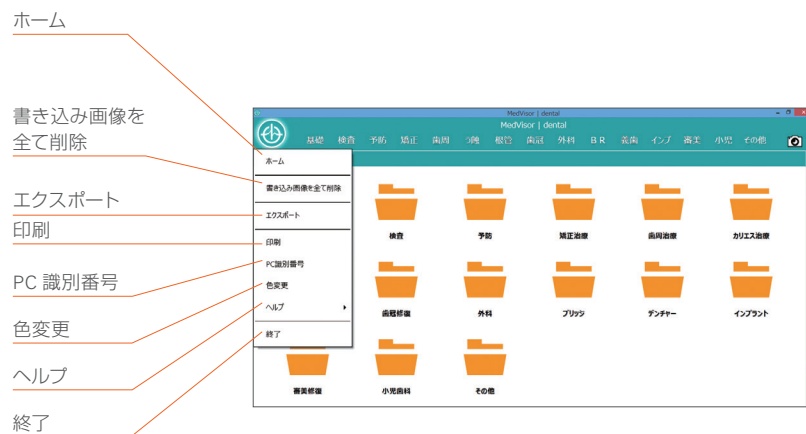 ホーム
書き込み画像を
全て削除
エクスポート
印刷
PC 識別番号
色変更
ヘルプ
終了
MedVisor | dental
MedVisor | dental
基礎 検査 予防 矯正 歯周 う蝕 根管 歯冠 外科 B R 義歯 インプ 審美 小児 その他
ホーム
書き込み画像を全て削除
エクスポート
印刷
PC識別番号
色変更
ヘルプ
終了
検査 予防 矯正治療 歯周治療 カリエス治療
歯冠修復 外科 ブリッジ デンチャー インプラント
審美修復 小児歯科 その他